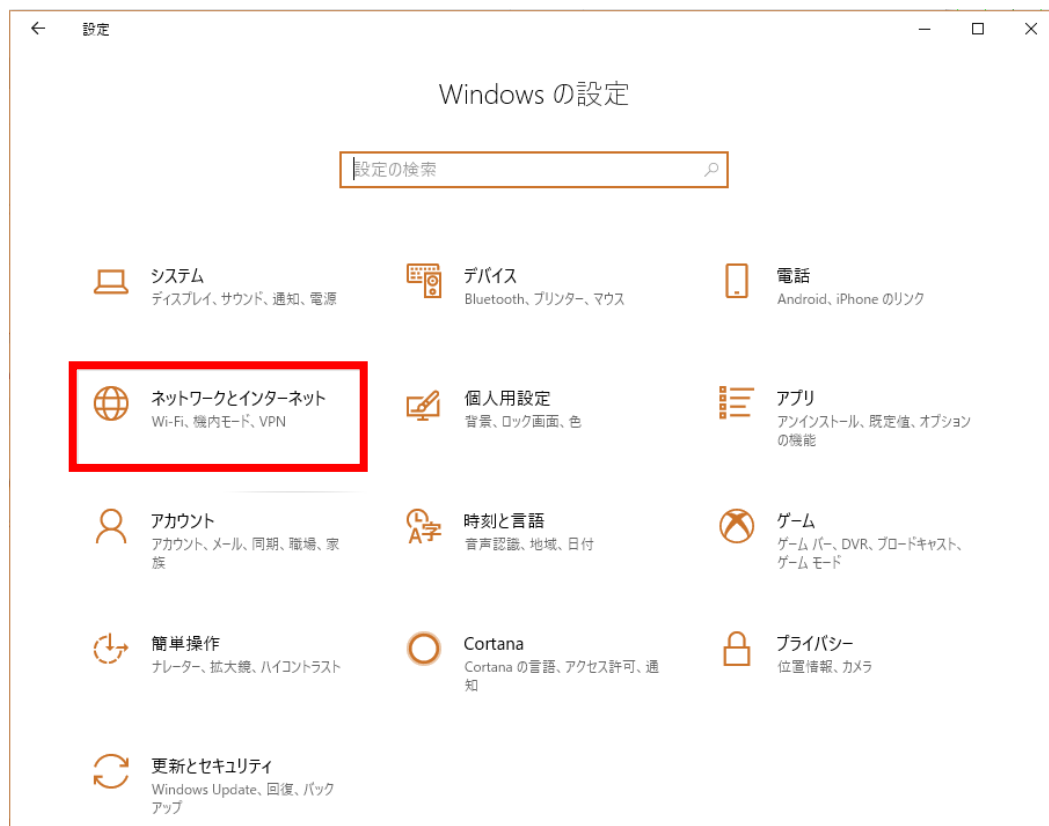 設定
Windows の設定
設定の検索
システム
ディスプレイ、サウンド、通知、電源
デバイス
Bluetooth、プリンター、マウス
電話
Android、iPhone のリンク
ネットワークとインターネット
Wi-Fi、機内モード、VPN
個人用設定
背景、ロック画面、色
アプリ
アンインストール、既定値、オプション
の機能
アカウント
アカウント、メール、同期、職場、家
族
時刻と言語
音声認識、地域、日付
ゲーム
ゲーム バー、DVR、ブロードキャスト、
ゲーム モード
簡単操作
ナレーター、拡大鏡、ハイコントラスト
Cortana
Cortana の言語、アクセス許可、通
知
プライバシー
位置情報、カメラ
更新とセキュリティ
Windows Update、回復、バック
アップ